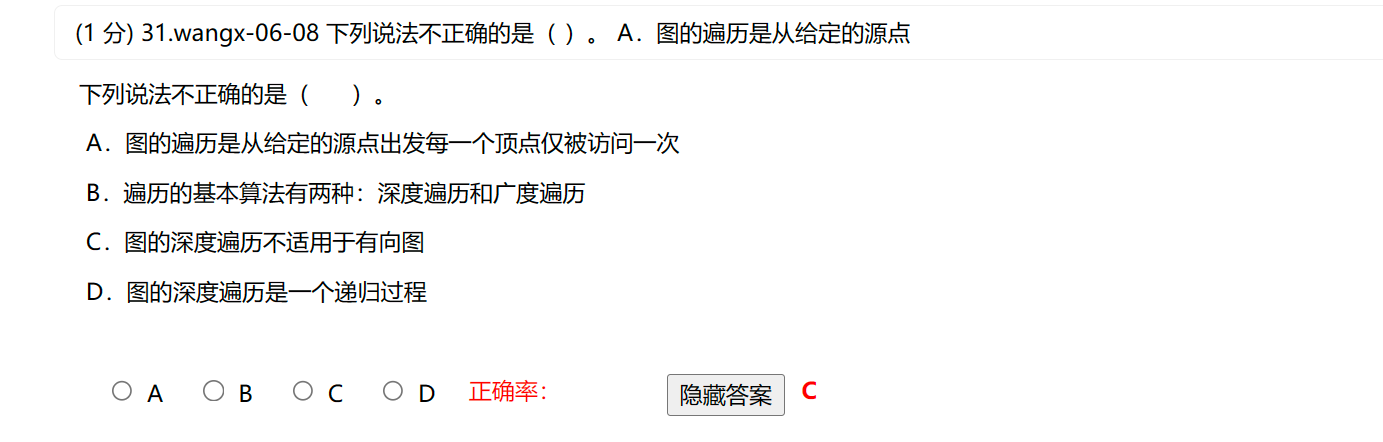 (1 分) 31.wangx-06-08 下列说法不正确的是（ ）。 A．图的遍历是从给定的源点
下列说法不正确的是（　　）。
A．图的遍历是从给定的源点出发每一个顶点仅被访问一次
B．遍历的基本算法有两种：深度遍历和广度遍历
C．图的深度遍历不适用于有向图
D．图的深度遍历是一个递归过程
A B C D 正确率： 隐藏答案 C